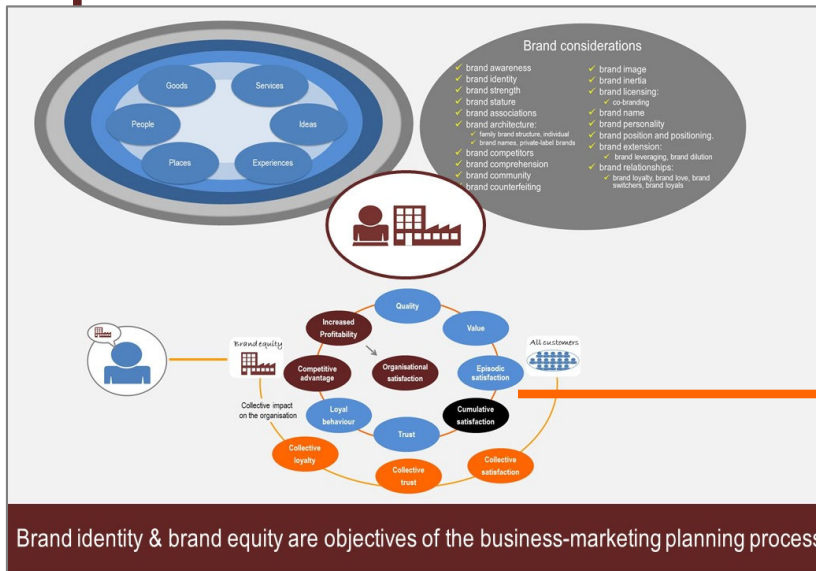 Goods
Services
People
Ideas
Places
Experiences
Brand considerations
✓ brand awareness
✓ brand identity
✓ brand strength
✓ brand stature
✓ brand associations
✓ brand architecture:
✓ family brand structure, individual
✓ brand names, private-label brands
✓ brand competitors
✓ brand comprehension
✓ brand community
✓ brand counterfeiting
✓ brand image
✓ brand inertia
✓ brand licensing:
✓ co-branding
✓ brand name
✓ brand personality
✓ brand position and positioning.
✓ brand extension:
✓ brand leveraging, brand dilution
✓ brand relationships:
✓ brand loyalty, brand love, brand
switchers, brand loyals
Quality
Increased
Profitability
Value
Brand equity
All customers
Competitive
advantage
Organisational
satisfaction
Episodic
satisfaction
Collective impact
on the organisation
Loyal
behaviour
Cumulative
satisfaction
Trust
Collective
loyalty
Collective
trust
Collective
satisfaction
Brand identity & brand equity are objectives of the business-marketing planning process